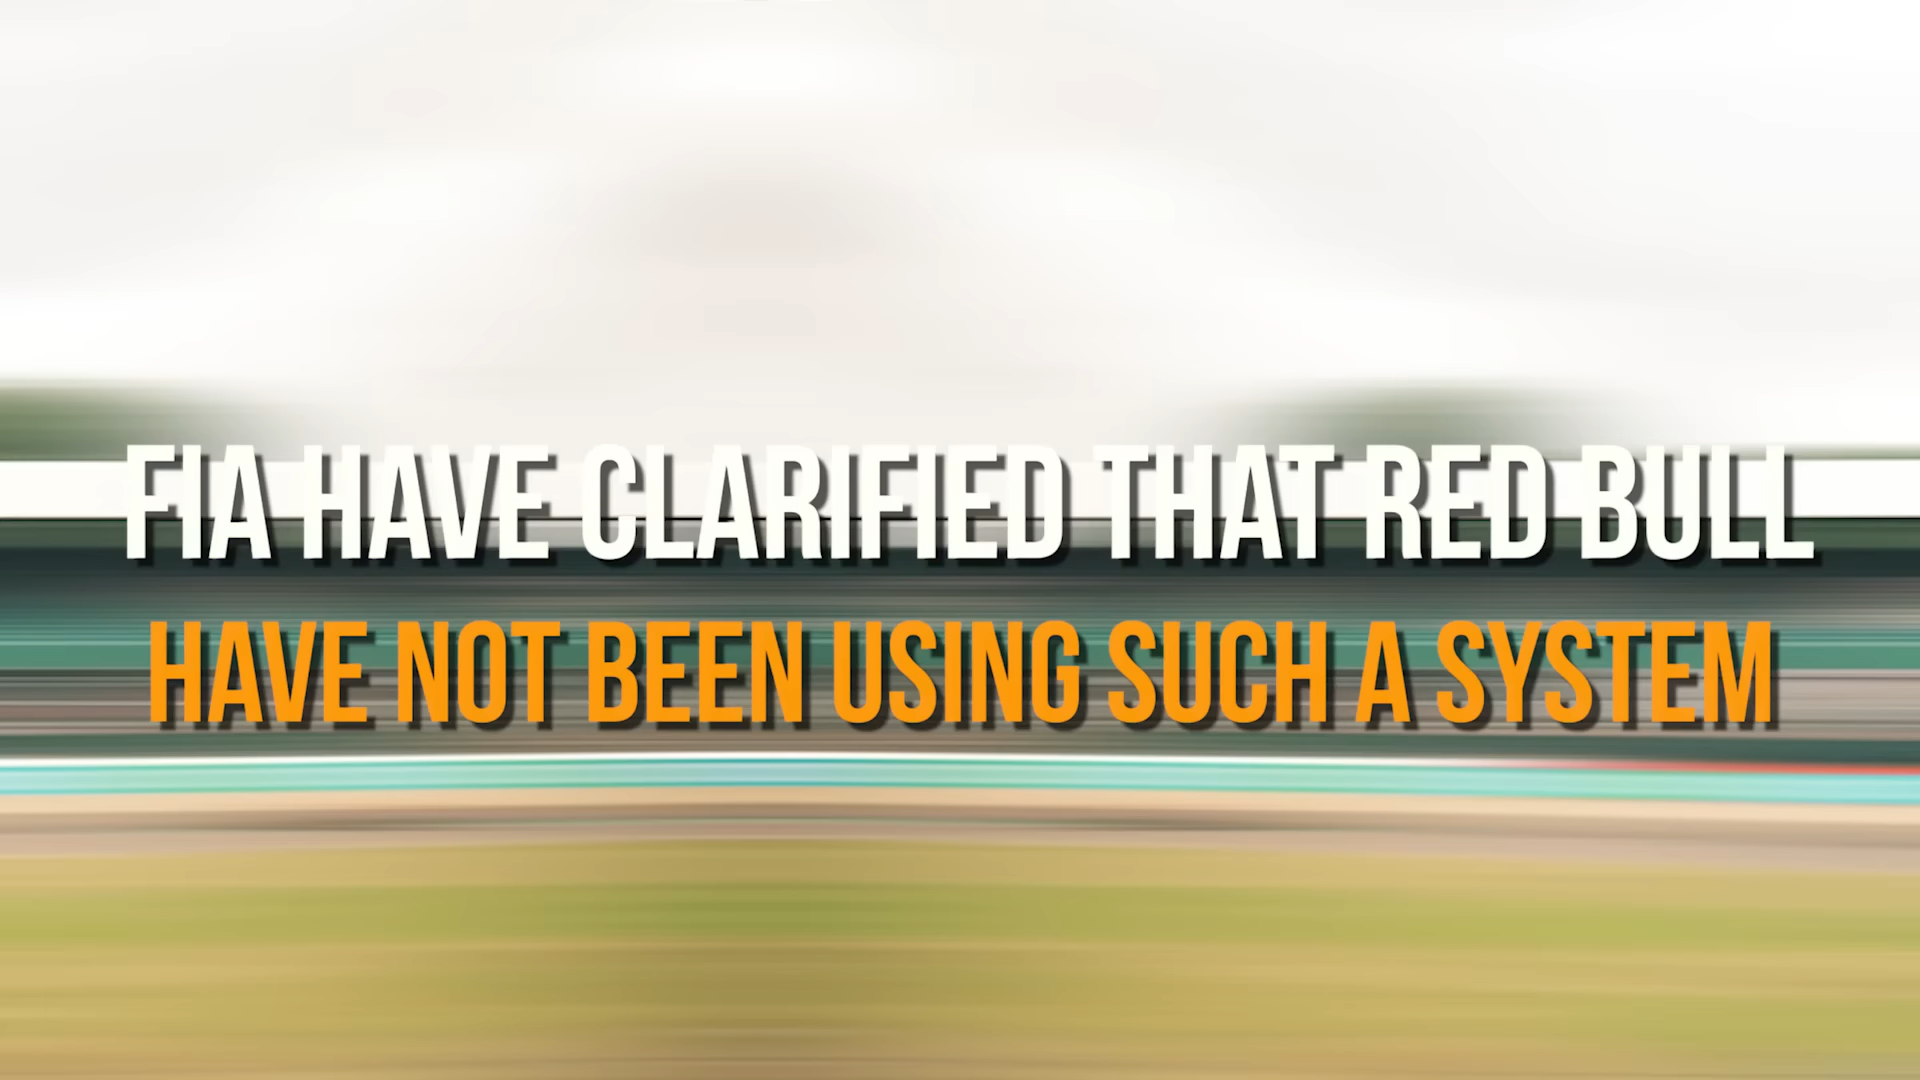 FIA HAVE CLARIFIED THAT RED BULL
HAVE NOT BEEN USING SUCH A SYSTEM